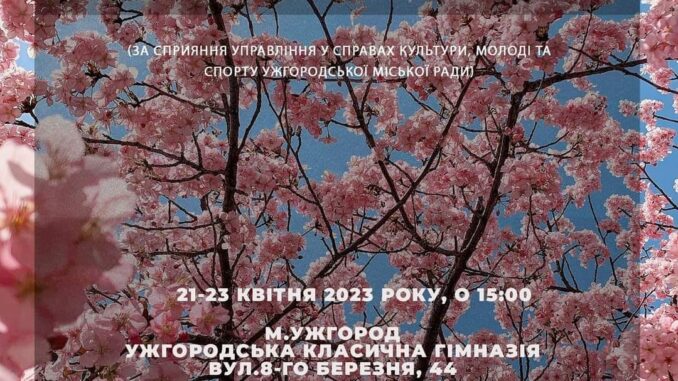 (ЗА СПРИЯННЯ УПРАВЛІННЯ У СПРАВАХ КУЛЬТУРИ, МОЛОДІ ТА
СПОРТУ УЖГОРОДСЬКОЇ МІСЬКОЇ РАДИ)
21-23 КВІТНЯ 2023 РОКУ, О 15:00
М.УЖГОРОД
УЖГОРОДСЬКА КЛАСИЧНА ГІМНАЗІЯ
ВУЛ.8-ГО БЕРЕЗНЯ, 44